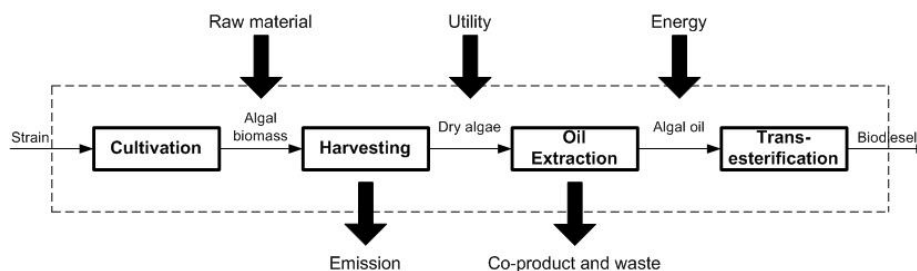 Raw material
Utility
Energy
Strain
Cultivation
Algal
biomass
Harvesting
Dry algae
Oil
Extraction
Algal oil
Trans-
esterification
Biodiesel
Emission
Co-product and waste